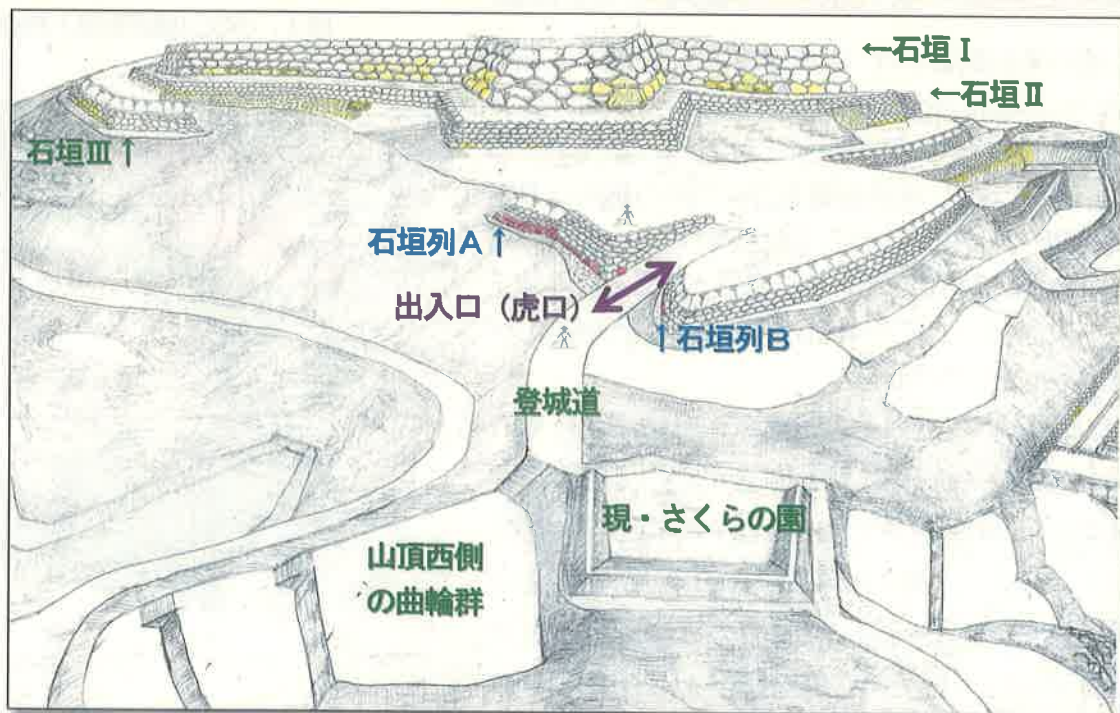 ←石垣Ⅰ
←石垣Ⅱ
石垣Ⅲ↑
石垣列A↑
出入口（虎口）
↑石垣列B
登城道
現・さくらの園
山頂西側
の曲輪群